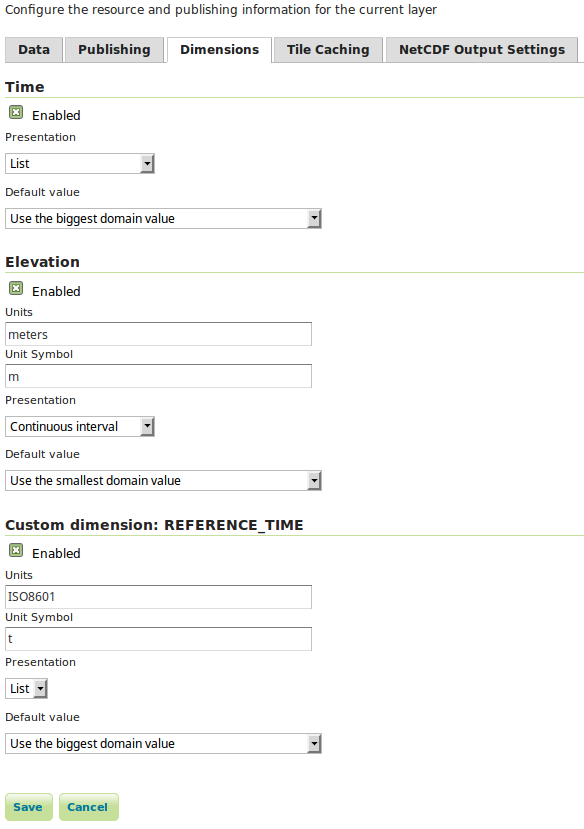 Configure the resource and publishing information for the current layer
Data Publishing Dimensions Tile Caching NetCDF Output Settings
Time
Enabled
Presentation
List
Default value
Use the biggest domain value
Elevation
Enabled
Units
meters
Unit Symbol
m
Presentation
Continuous interval
Default value
Use the smallest domain value
Custom dimension: REFERENCE_TIME
Enabled
Units
ISO8601
Unit Symbol
t
Presentation
List
Default value
Use the biggest domain value
Save Cancel